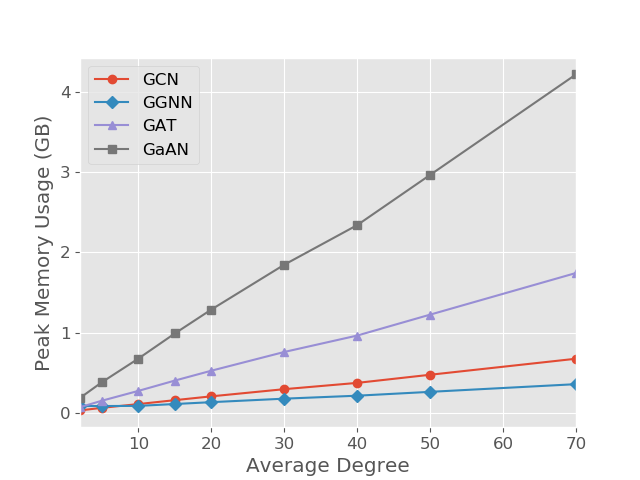 GCN
GGNN
GAT
GaAN
Peak Memory Usage (GB)
4
3
2
1
0
10 20 30 40 50 60 70
Average Degree